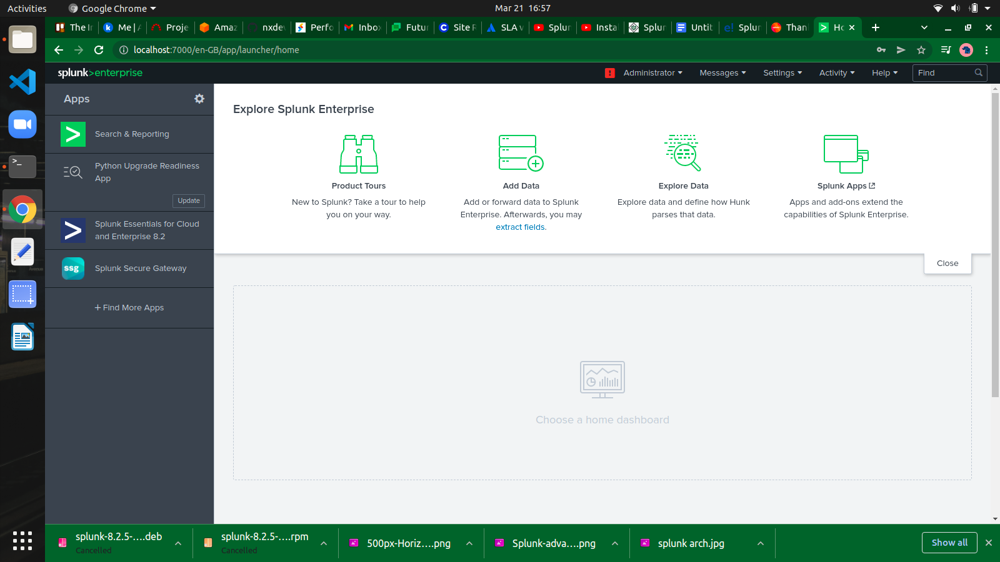 Activities
Google Chrome
Mar 21 16:57
The Ir
Me | A
Proje
Amaz
nxdev
Perfo
Inbox
Futur
Site R
SLA v
Splun
Insta
Splun
Untit
Splun
Thank
Ho
localhost:7000/en-GB/app/launcher/home
splunk>enterprise
Administrator
Messages
Settings
Activity
Help
Find
Apps
Search & Reporting
Python Upgrade Readiness
App
Update
Splunk Essentials for Cloud
and Enterprise 8.2
ssg
Splunk Secure Gateway
+ Find More Apps
Explore Splunk Enterprise
Product Tours
New to Splunk? Take a tour to help
you on your way.
Add Data
Add or forward data to Splunk
Enterprise. Afterwards, you may
extract fields.
Explore Data
Explore data and define how Hunk
parses that data.
Splunk Apps
Apps and add-ons extend the
capabilities of Splunk Enterprise.
Close
Choose a home dashboard
splunk-8.2.5-....deb
Cancelled
splunk-8.2.5-....rpm
Cancelled
500px-Horiz....png
Splunk-adva....png
splunk arch.jpg
Show all